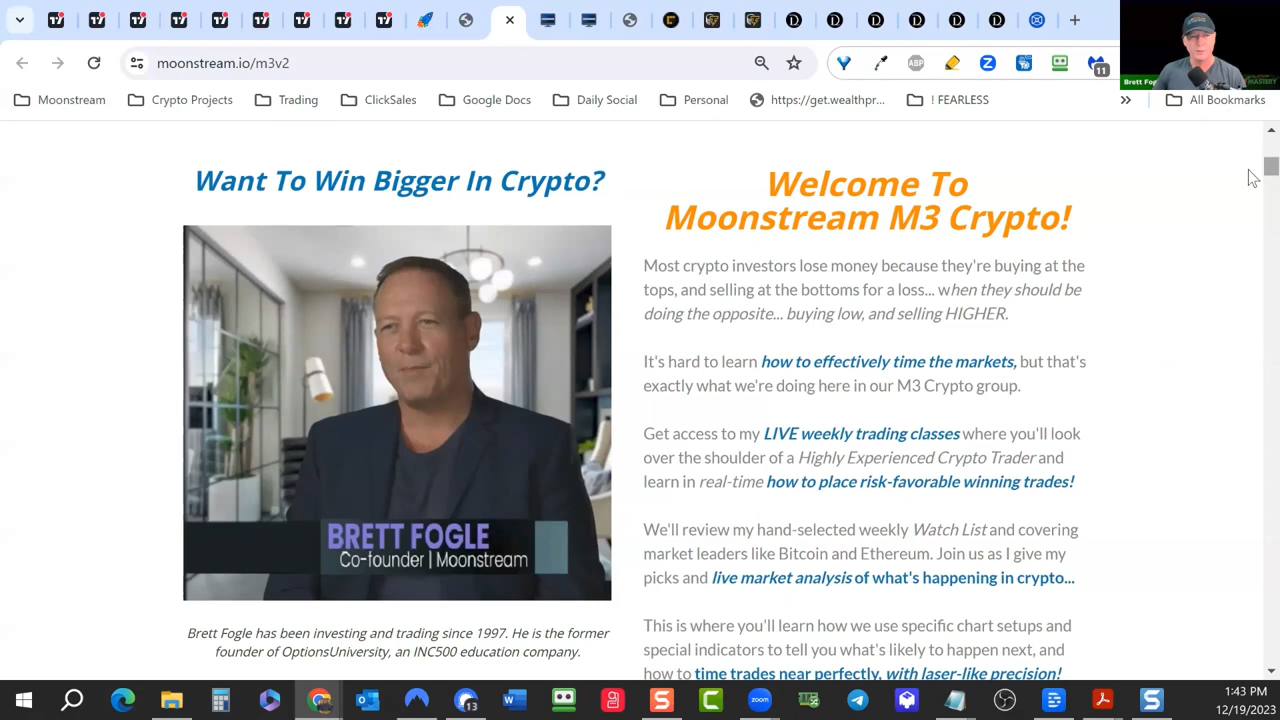 moonstream.io/m3v2
ABP
11
Moonstream
Crypto Projects
Trading
ClickSales
Google Docs
Daily Social
Personal
https://get.wealthpr...
! FEARLESS
All Bookmarks
Want To Win Bigger In Crypto?
BRETT FOGLE
Co-founder | Moonstream
Brett Fogle has been investing and trading since 1997. He is the former
founder of OptionsUniversity, an INC500 education company.
Welcome To
Moonstream M3 Crypto!
Most crypto investors lose money because they're buying at the
tops, and selling at the bottoms for a loss... when they should be
doing the opposite... buying low, and selling HIGHER.
It's hard to learn how to effectively time the markets, but that's
exactly what we're doing here in our M3 Crypto group.
Get access to my LIVE weekly trading classes where you'll look
over the shoulder of a Highly Experienced Crypto Trader and
learn in real-time how to place risk-favorable winning trades!
We'll review my hand-selected weekly Watch List and covering
market leaders like Bitcoin and Ethereum. Join us as I give my
picks and live market analysis of what's happening in crypto...
This is where you'll learn how we use specific chart setups and
special indicators to tell you what's likely to happen next, and
how to time trades near perfectly, with laser-like precision!
13
1:43 PM
12/19/2023